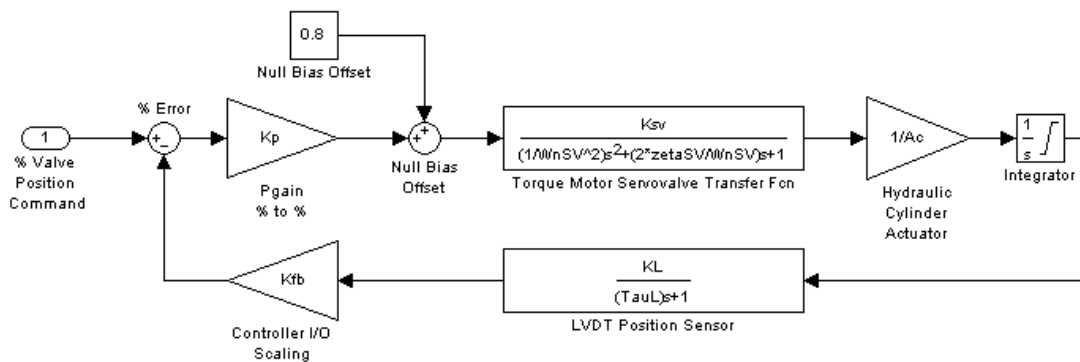 0.8
Null Bias Offset
% Error
1
% Valve
Position
Command
+
−
Kp
Pgain
% to %
+
+
Null Bias
Offset
Ksv
(1/WnSV^2)s²+(2*zetaSV/WnSV)s+1
Torque Motor Servovalve Transfer Fcn
1/Ac
Hydraulic
Cylinder
Actuator
1
s
Integrator
Kfb
Controller I/O
Scaling
KL
(TauL)s+1
LVDT Position Sensor